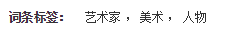 词条标签： 艺术家 ， 美术 ， 人物